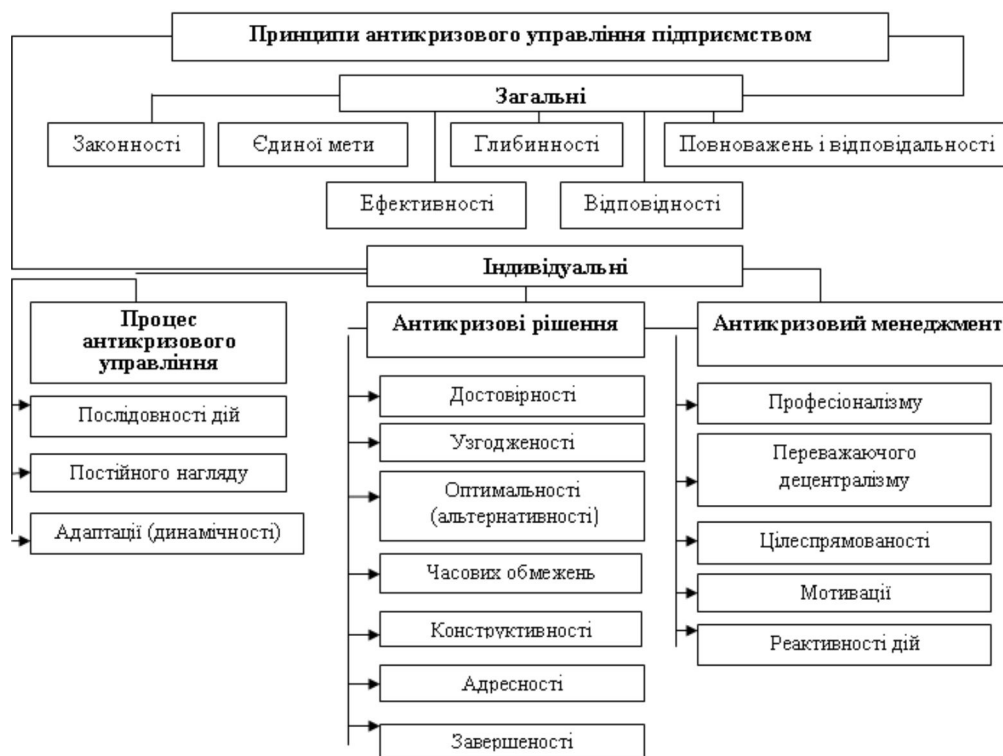 Принципи антикризового управління підприємством
Загальні
Законності
Єдиної мети
Глибинності
Повноважень і відповідальності
Ефективності
Відповідності
Індивідуальні
Процес
антикризового
управління
Послідовності дій
Постійного нагляду
Адаптації (динамічності)
Антикризові рішення
Достовірності
Узгодженості
Оптимальності
(альтернативності)
Часових обмежень
Конструктивності
Адресності
Завершеності
Антикризовий менеджмент
Професіоналізму
Переважаючого
децентралізму
Цілеспрямованості
Мотивації
Реактивності дій